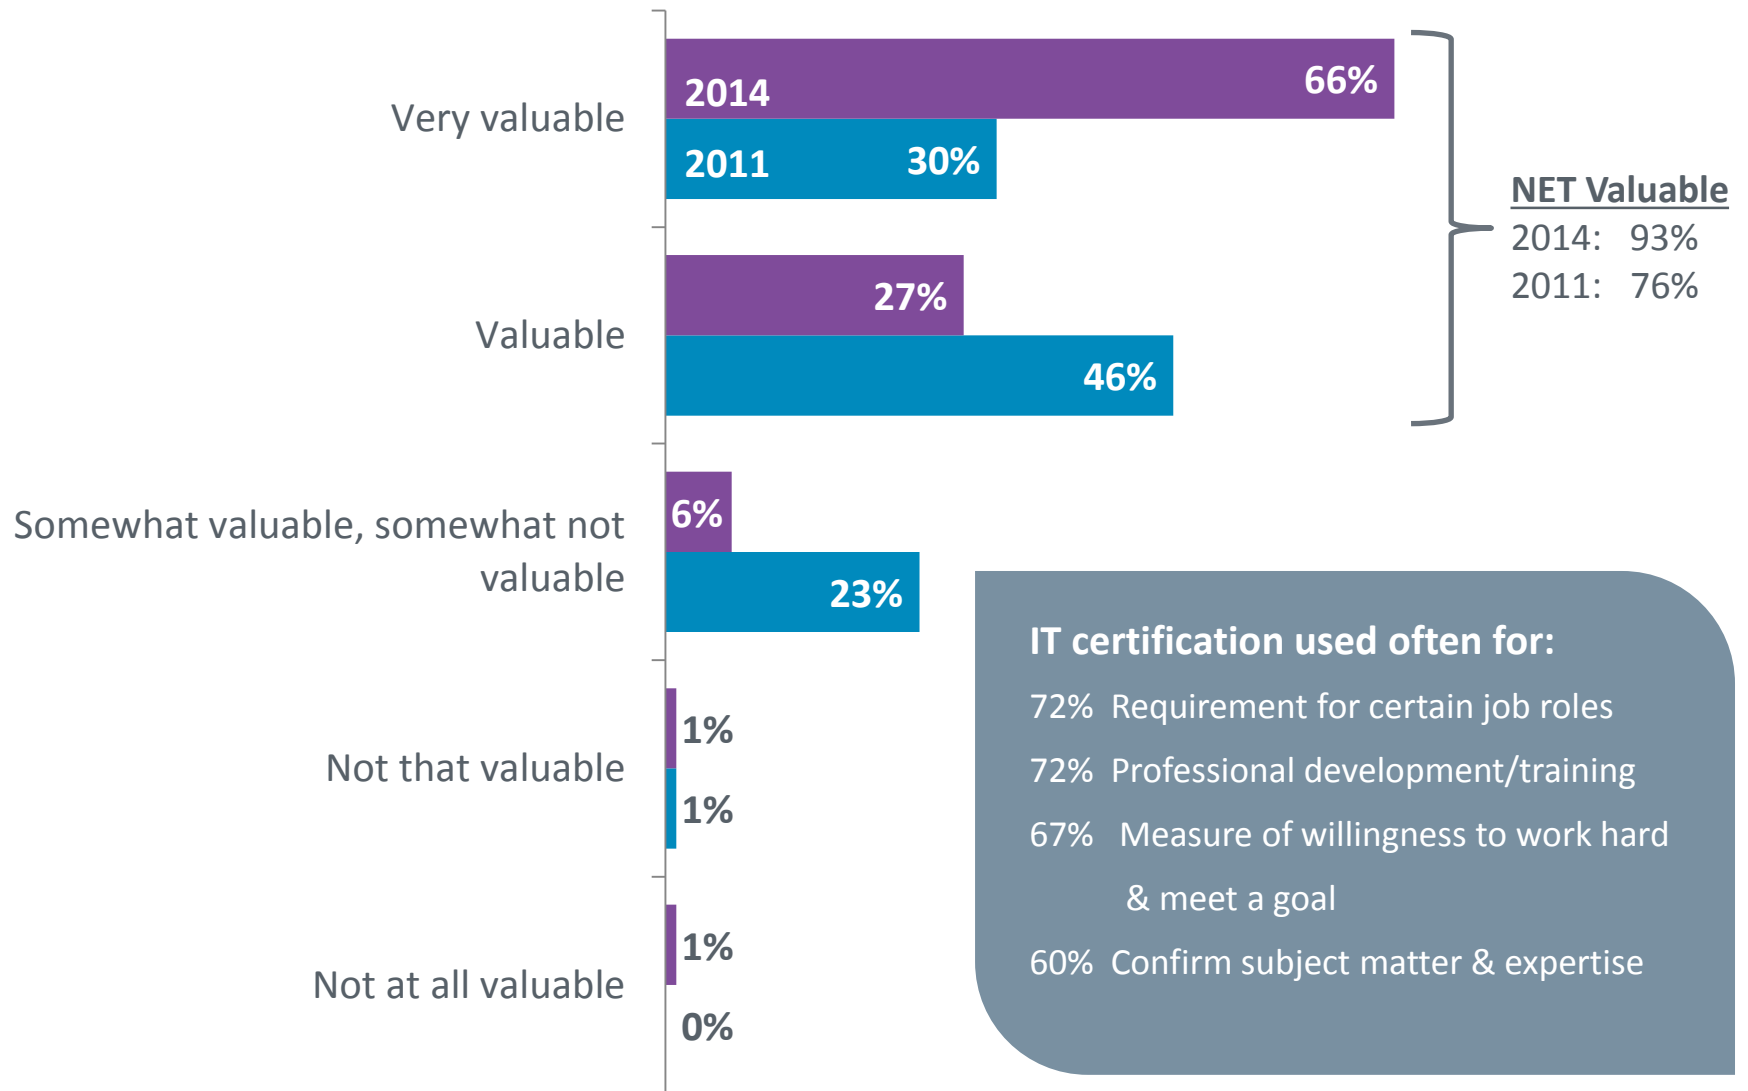 Very valuable
2014 66%
2011 30%
NET Valuable
2014: 93%
2011: 76%
Valuable
27%
46%
Somewhat valuable, somewhat not
valuable
6%
23%
Not that valuable
1%
1%
Not at all valuable
1%
0%
IT certification used often for:
72% Requirement for certain job roles
72% Professional development/training
67% Measure of willingness to work hard
& meet a goal
60% Confirm subject matter & expertise